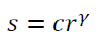 s = cr^γ